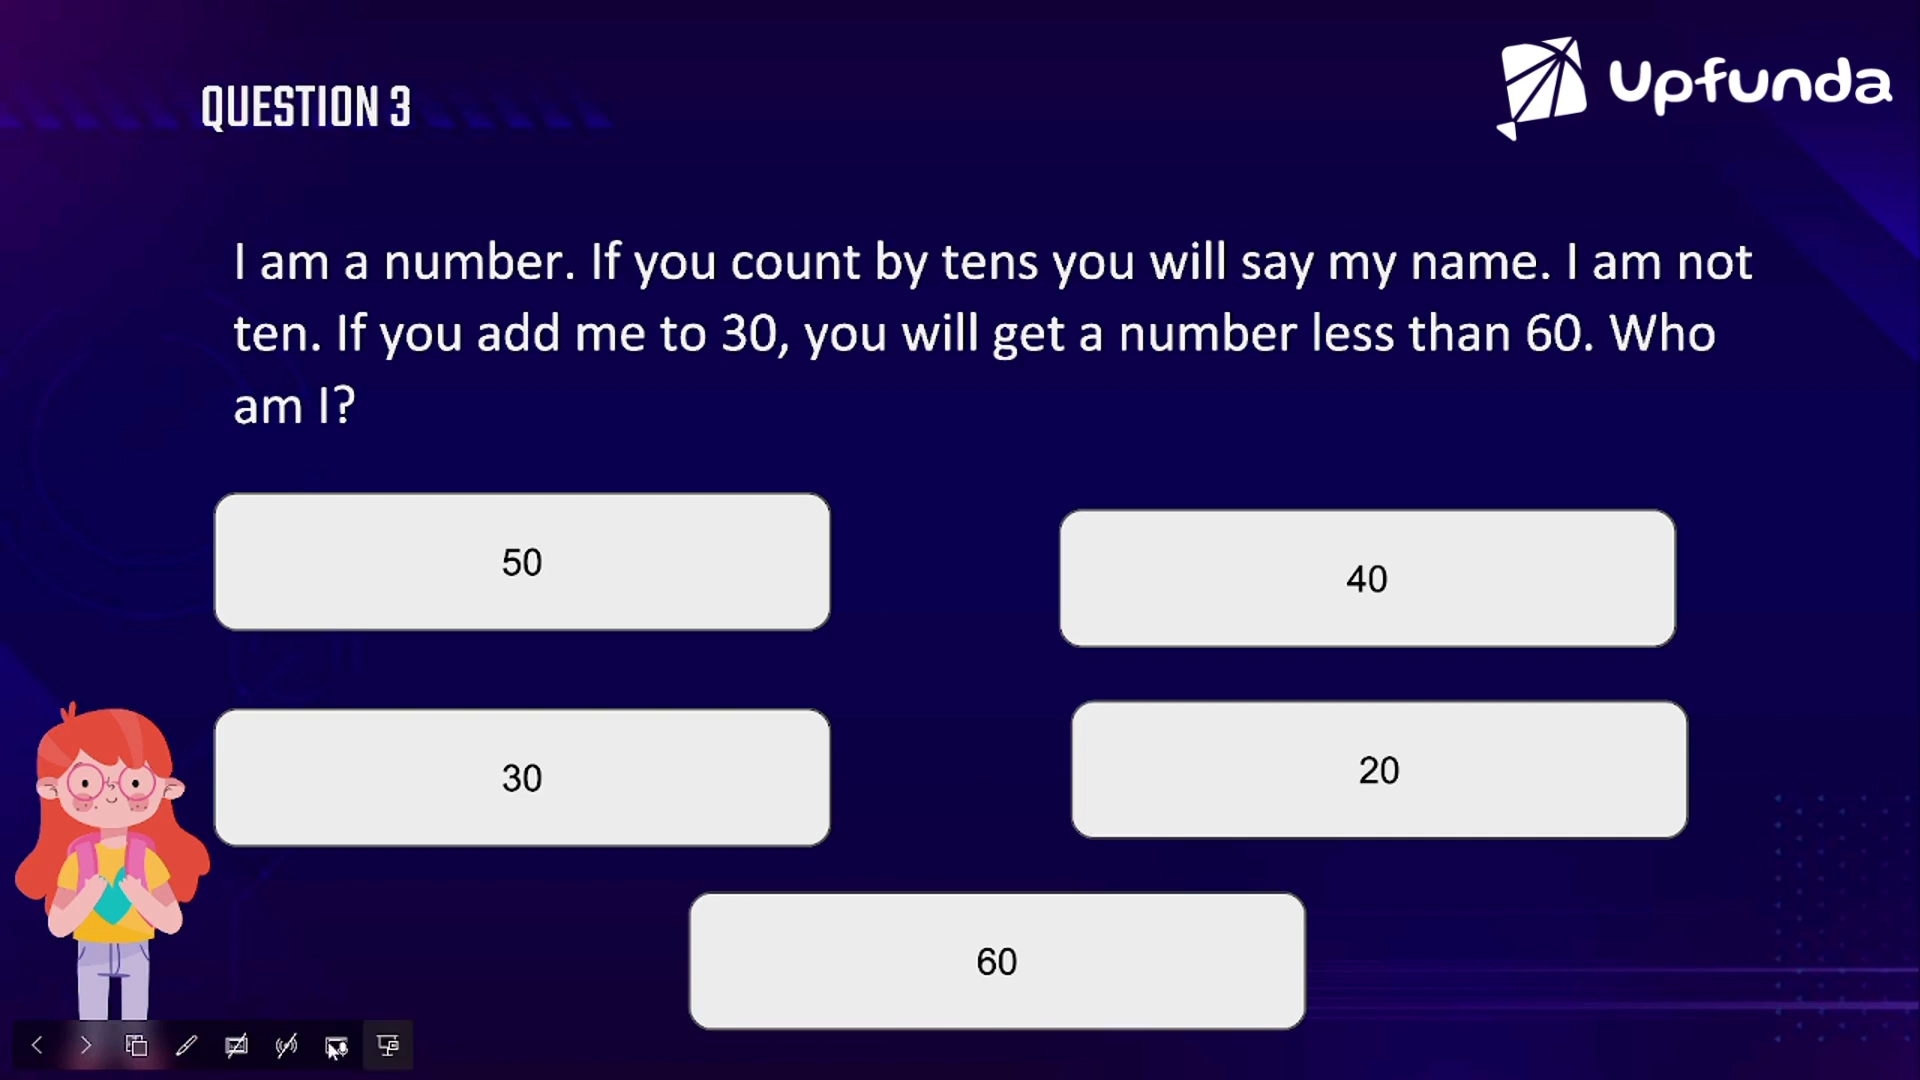 QUESTION 3
Upfunda
I am a number. If you count by tens you will say my name. I am not
ten. If you add me to 30, you will get a number less than 60. Who
am I?
50
40
30
20
60